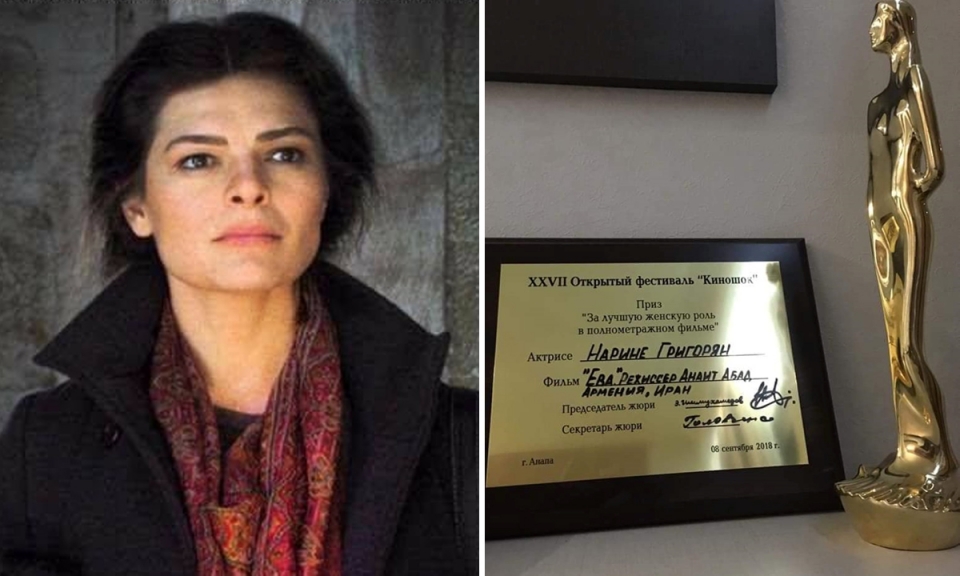 XXVII Открытый фестиваль "Киношок"
Приз
"За лучшую женскую роль
в полнометражном фильме"
Актрисе НАРИНЕ ГРИГОРЯН
Фильм "ЕВА" РЕЖИССЕР АНАИТ АБАД
АРМЕНИЯ, ИРАН
Председатель жюри
Секретарь жюри
08 сентября 2018 г.
г. Анапа